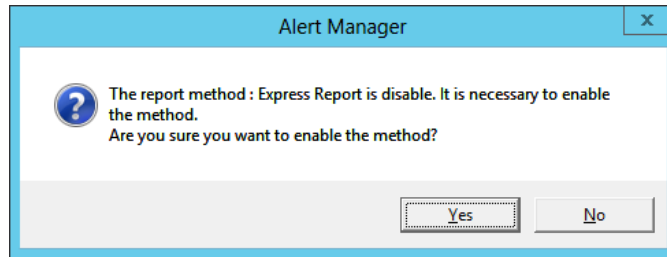 Alert Manager
x
The report method : Express Report is disable. It is necessary to enable
the method.
Are you sure you want to enable the method?
Yes
No